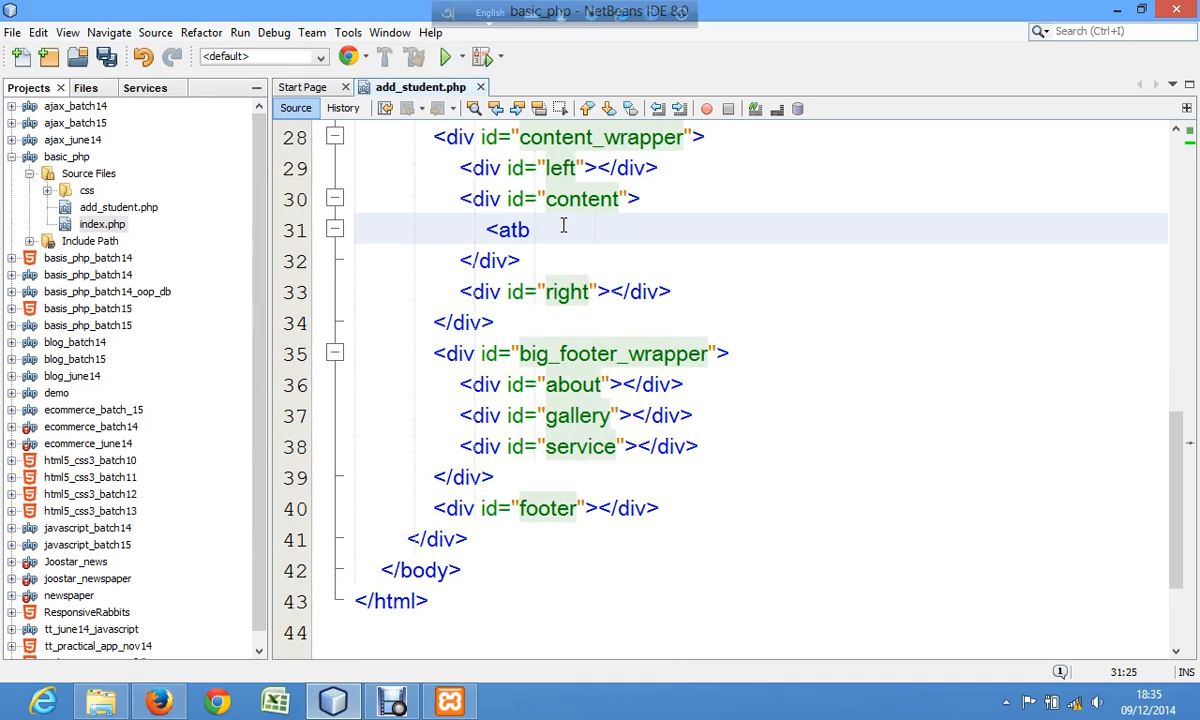 English
basic_php - NetBeans IDE 8.0
File Edit View Navigate Source Refactor Run Debug Team Tools Window Help
Search (Ctrl+I)
<default>
Projects Files Services
Start Page add_student.php
Source History
ajax_batch14
ajax_batch15
ajax_june14
basic_php
Source Files
css
add_student.php
index.php
Include Path
basis_php_batch14
basic_php_batch14
basic_php_batch14_oop_db
basis_php_batch15
basis_php_batch15
blog_batch14
blog_batch15
blog_june14
demo
ecommerce_batch_15
ecommerce_batch14
ecommerce_june14
html5_css3_batch10
html5_css3_batch11
html5_css3_batch12
html5_css3_batch13
javascript_batch14
javascript_batch15
Joostar_news
joostar_newspaper
newspaper
ResponsiveRabbits
tt_june14_javascript
tt_practical_app_nov14
28 <div id="content_wrapper">
29 <div id="left"></div>
30 <div id="content">
31 <atb
32 </div>
33 <div id="right"></div>
34 </div>
35 <div id="big_footer_wrapper">
36 <div id="about"></div>
37 <div id="gallery"></div>
38 <div id="service"></div>
39 </div>
40 <div id="footer"></div>
41 </div>
42 </body>
43 </html>
44
31:25 INS
18:35
09/12/2014